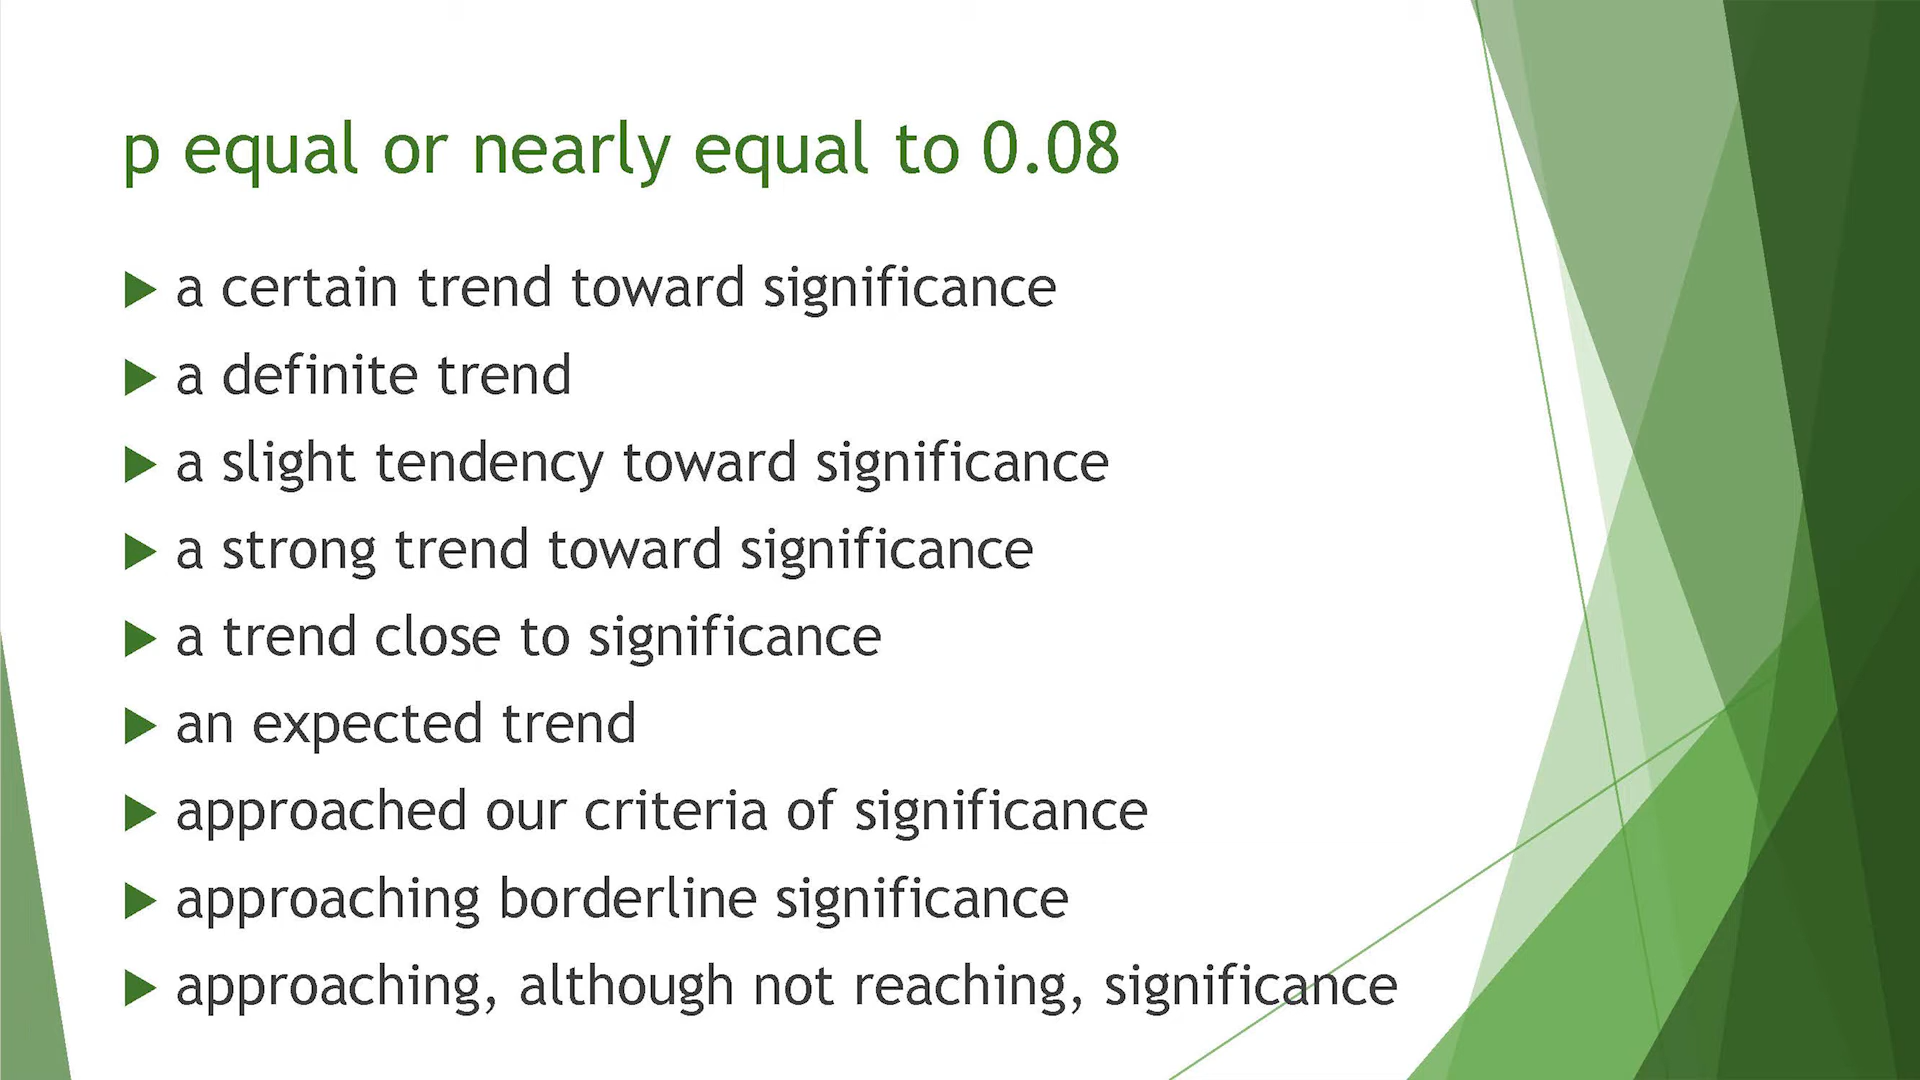 p equal or nearly equal to 0.08
a certain trend toward significance
a definite trend
a slight tendency toward significance
a strong trend toward significance
a trend close to significance
an expected trend
approached our criteria of significance
approaching borderline significance
approaching, although not reaching, significance